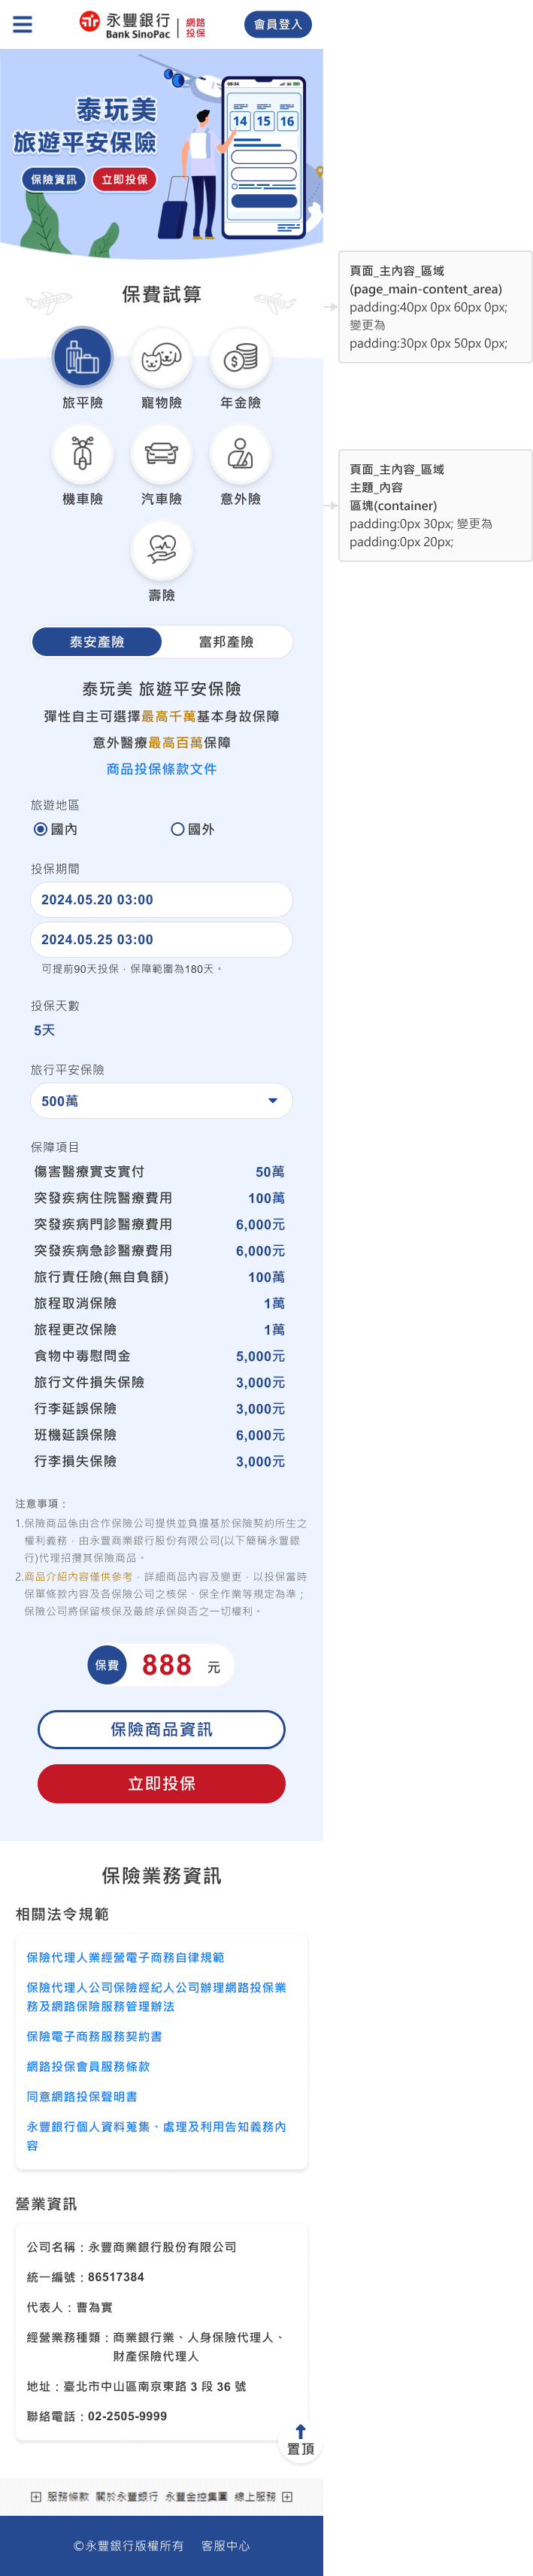 永豐銀行
Bank SinoPac
網路
投保
會員登入
泰玩美
旅遊平安保險
保險資訊 立即投保
14 15 16
頁面_主內容_區域
(page_main-content_area)
padding:40px 0px 60px 0px;
變更為
padding:30px 0px 50px 0px;
保費試算
旅平險 寵物險 年金險
機車險 汽車險 意外險
壽險
頁面_主內容_區域
主題_內容
區塊(container)
padding:0px 30px; 變更為
padding:0px 20px;
泰安產險 富邦產險
泰玩美 旅遊平安保險
彈性自主可選擇最高千萬基本身故保障
意外醫療最高百萬保障
商品投保條款文件
旅遊地區
國內 國外
投保期間
2024.05.20 03:00
2024.05.25 03:00
可提前90天投保，保障範圍為180天。
投保天數
5天
旅行平安保險
500萬
保障項目
傷害醫療實支實付 50萬
突發疾病住院醫療費用 100萬
突發疾病門診醫療費用 6,000元
突發疾病急診醫療費用 6,000元
旅行責任險(無自負額) 100萬
旅程取消保險 1萬
旅程更改保險 1萬
食物中毒慰問金 5,000元
旅行文件損失保險 3,000元
行李延誤保險 3,000元
班機延誤保險 6,000元
行李損失保險 3,000元
注意事項：
1.保險商品係由合作保險公司提供並負擔基於保險契約所生之
權利義務，由永豐商業銀行股份有限公司(以下簡稱永豐銀
行)代理招攬其保險商品。
2.商品介紹內容僅供參考，詳細商品內容及變更，以投保當時
保單條款內容及各保險公司之核保、保全作業等規定為準；
保險公司將保留核保及最終承保與否之一切權利。
保費 888 元
保險商品資訊
立即投保
保險業務資訊
相關法令規範
保險代理人業經營電子商務自律規範
保險代理人公司保險經紀人公司辦理網路投保業
務及網路保險服務管理辦法
保險電子商務服務契約書
網路投保會員服務條款
同意網路投保聲明書
永豐銀行個人資料蒐集、處理及利用告知義務內
容
營業資訊
公司名稱：永豐商業銀行股份有限公司
統一編號：86517384
代表人：曹為實
經營業務種類：商業銀行業、人身保險代理人、
財產保險代理人
地址：臺北市中山區南京東路 3 段 36 號
聯絡電話：02-2505-9999
置頂
服務條款 關於永豐銀行 永豐金控集團 線上服務
©永豐銀行版權所有 客服中心